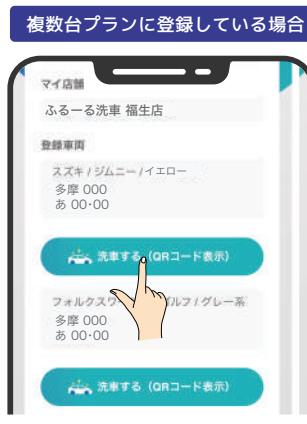 複数台プランに登録している場合
マイ店舗
ふるーる洗車 福生店
登録車両
スズキ / ジムニー / イエロー
多摩 000
あ 00-00
洗車する(QRコード表示)
フォルクスワ ルフ / グレー系
多摩 000
あ 00-00
洗車する(QRコード表示)